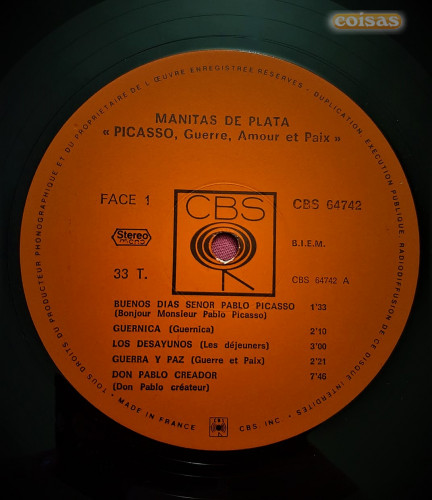 coisas
TOUS DROITS DU PRODUCTEUR PHONOGRAPHIQUE ET DU PROPRIETAIRE DE L'ŒUVRE ENREGISTREE RESERVES - DUPLICATION, EXECUTION PUBLIQUE, RADIODIFFUSION DE CE DISQUE INTERDITES
MANITAS DE PLATA
« PICASSO, Guerre, Amour et Paix »
FACE 1
CBS
CBS 64742
Stereo
mono
B.I.E.M.
33 T.
CBS 64742 A
BUENOS DIAS SENOR PABLO PICASSO 1'33
(Bonjour Monsieur Pablo Picasso)
GUERNICA (Guernica) 2'10
LOS DESAYUNOS (Les déjeuners) 3'00
GUERRA Y PAZ (Guerre et Paix) 2'21
DON PABLO CREADOR 7'46
(Don Pablo créateur)
• MADE IN FRANCE • CBS, INC. •